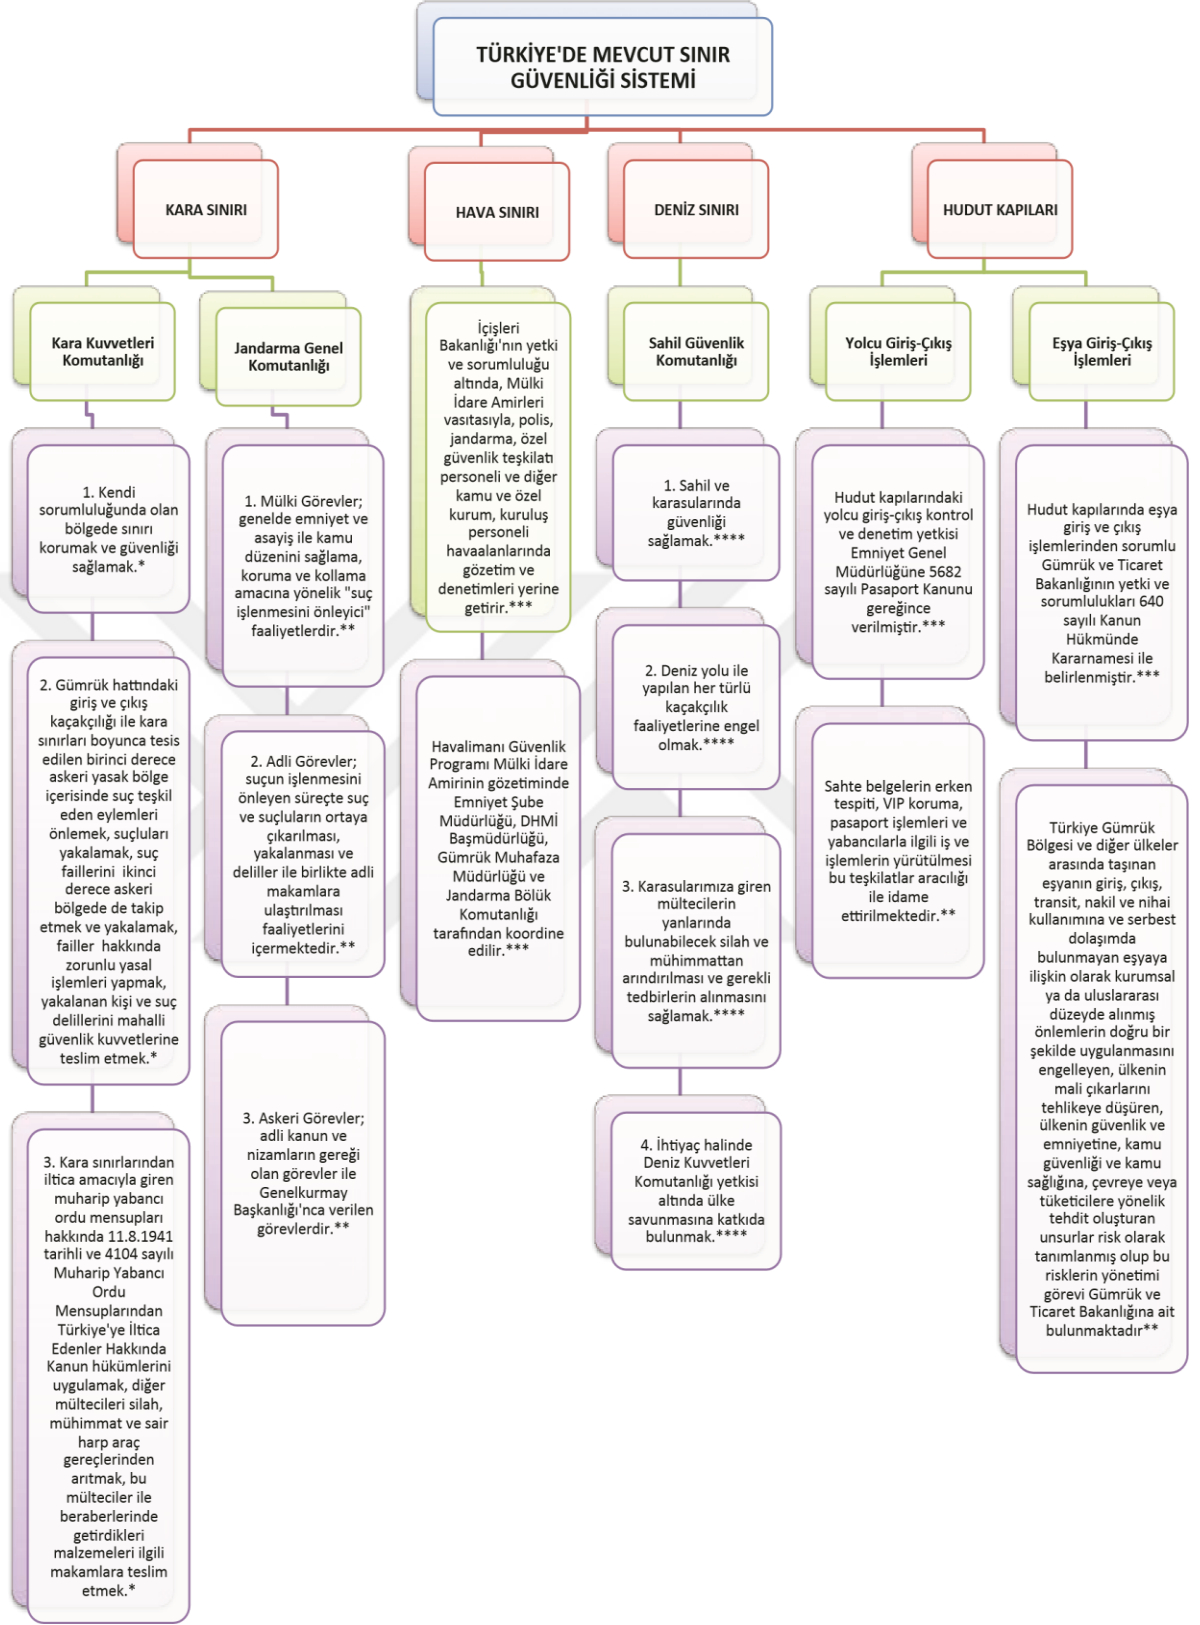 TÜRKİYE'DE MEVCUT SINIR
GÜVENLİĞİ SİSTEMİ
KARA SINIRI
HAVA SINIRI
DENİZ SINIRI
HUDUT KAPILARI
Kara Kuvvetleri
Komutanlığı
1. Kendi
sorumluluğunda olan
bölgede sınırı
korumak ve güvenliği
sağlamak.*
2. Gümrük hattındaki
giriş ve çıkış
kaçakçılığı ile kara
sınırları boyunca tesis
edilen birinci derece
askeri yasak bölge
içerisinde suç teşkil
eden eylemleri
önlemek, suçluları
yakalamak, suç
faillerini ikinci
derece askeri
bölgede de takip
etmek ve yakalamak,
failler hakkında
zorunlu yasal
işlemleri yapmak,
yakalanan kişi ve suç
delillerini mahalli
güvenlik kuvvetlerine
teslim etmek.*
3. Kara sınırlarından
iltica amacıyla giren
muharip yabancı
ordu mensupları
hakkında 11.8.1941
tarihli ve 4104 sayılı
Muharip Yabancı
Ordu
Mensuplarından
Türkiye'ye İltica
Edenler Hakkında
Kanun hükümlerini
uygulamak, diğer
mültecileri silah,
mühimmat ve sair
harp araç
gereçlerinden
arıtmak, bu
mülteciler ile
beraberlerinde
getirdikleri
malzemeleri ilgili
makamlara teslim
etmek.*
Jandarma Genel
Komutanlığı
1. Mülki Görevler;
genelde emniyet ve
asayiş ile kamu
düzenini sağlama,
koruma ve kollama
amacına yönelik "suç
işlenmesini önleyici"
faaliyetlerdir.**
2. Adli Görevler;
suçun işlenmesini
önleyen süreçte suç
ve suçluların ortaya
çıkarılması,
yakalanması ve
deliller ile birlikte adli
makamlara
ulaştırılması
faaliyetlerini
içermektedir.**
3. Askeri Görevler;
adli kanun ve
nizamların gereği
olan görevler ile
Genelkurmay
Başkanlığı'nca verilen
görevlerdir.**
İçişleri
Bakanlığı'nın yetki
ve sorumluluğu
altında, Mülki
İdare Amirleri
vasıtasıyla, polis,
jandarma, özel
güvenlik teşkilatı
personeli ve diğer
kamu ve özel
kurum, kuruluş
personeli
havaalanlarında
gözetim ve
denetimleri yerine
getirir.***
Havalimanı Güvenlik
Programı Mülki İdare
Amirinin gözetiminde
Emniyet Şube
Müdürlüğü, DHMİ
Başmüdürlüğü,
Gümrük Muhafaza
Müdürlüğü ve
Jandarma Bölük
Komutanlığı
tarafından koordine
edilir.***
Sahil Güvenlik
Komutanlığı
1. Sahil ve
karasularında
güvenliği
sağlamak.****
2. Deniz yolu ile
yapılan her türlü
kaçakçılık
faaliyetlerine engel
olmak.****
3. Karasularımıza giren
mültecilerin
yanlarında
bulunabilecek silah ve
mühimmattan
arındırılması ve gerekli
tedbirlerin alınmasını
sağlamak.****
4. İhtiyaç halinde
Deniz Kuvvetleri
Komutanlığı yetkisi
altında ülke
savunmasına katkıda
bulunmak.****
Yolcu Giriş-Çıkış
İşlemleri
Hudut kapılarındaki
yolcu giriş-çıkış kontrol
ve denetim yetkisi
Emniyet Genel
Müdürlüğüne 5682
sayılı Pasaport Kanunu
gereğince
verilmiştir.***
Sahte belgelerin erken
tespiti, VIP koruma,
pasaport işlemleri ve
yabancılarla ilgili iş ve
işlemlerin yürütülmesi
bu teşkilatlar aracılığı
ile idame
ettirilmektedir.**
Eşya Giriş-Çıkış
İşlemleri
Hudut kapılarında eşya
giriş ve çıkış
işlemlerinden sorumlu
Gümrük ve Ticaret
Bakanlığının yetki ve
sorumlulukları 640
sayılı Kanun
Hükmünde
Kararnamesi ile
belirlenmiştir.***
Türkiye Gümrük
Bölgesi ve diğer ülkeler
arasında taşınan
eşyanın giriş, çıkış,
transit, nakil ve nihai
kullanımına ve serbest
dolaşımda
bulunmayan eşyaya
ilişkin olarak kurumsal
ya da uluslararası
düzeyde alınmış
önlemlerin doğru bir
şekilde uygulanmasını
engelleyen, ülkenin
mali çıkarlarını
tehlikeye düşüren,
ülkenin güvenlik ve
emniyetine, kamu
güvenliği ve kamu
sağlığına, çevreye veya
tüketicilere yönelik
tehdit oluşturan
unsurlar risk olarak
tanımlanmış olup bu
risklerin yönetimi
görevi Gümrük ve
Ticaret Bakanlığına ait
bulunmaktadır**